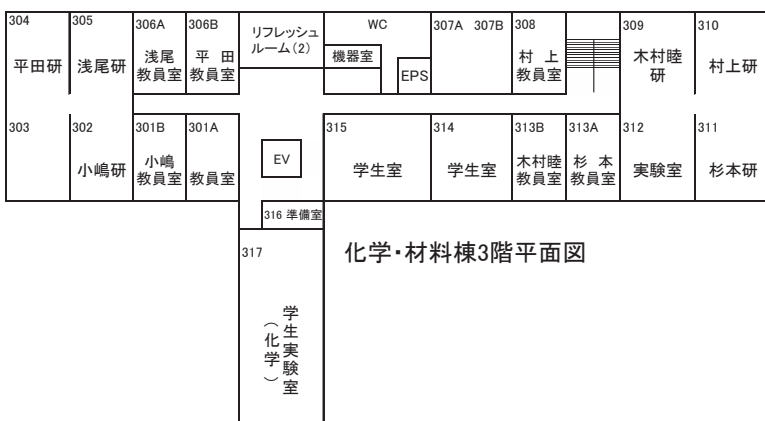 304
平田研
305
浅尾研
306A
浅尾
教員室
306B
平 田
教員室
リフレッシュ
ルーム(2)
WC
機器室
EPS
307A 307B
308
村 上
教員室
309
木村睦
研
310
村上研
303
302
小嶋研
301B
小嶋
教員室
301A
教員室
EV
315
学生室
314
学生室
313B
木村睦
教員室
313A
杉 本
教員室
312
実験室
311
杉本研
316 準備室
317
学生実験室
(化学)
化学・材料棟3階平面図